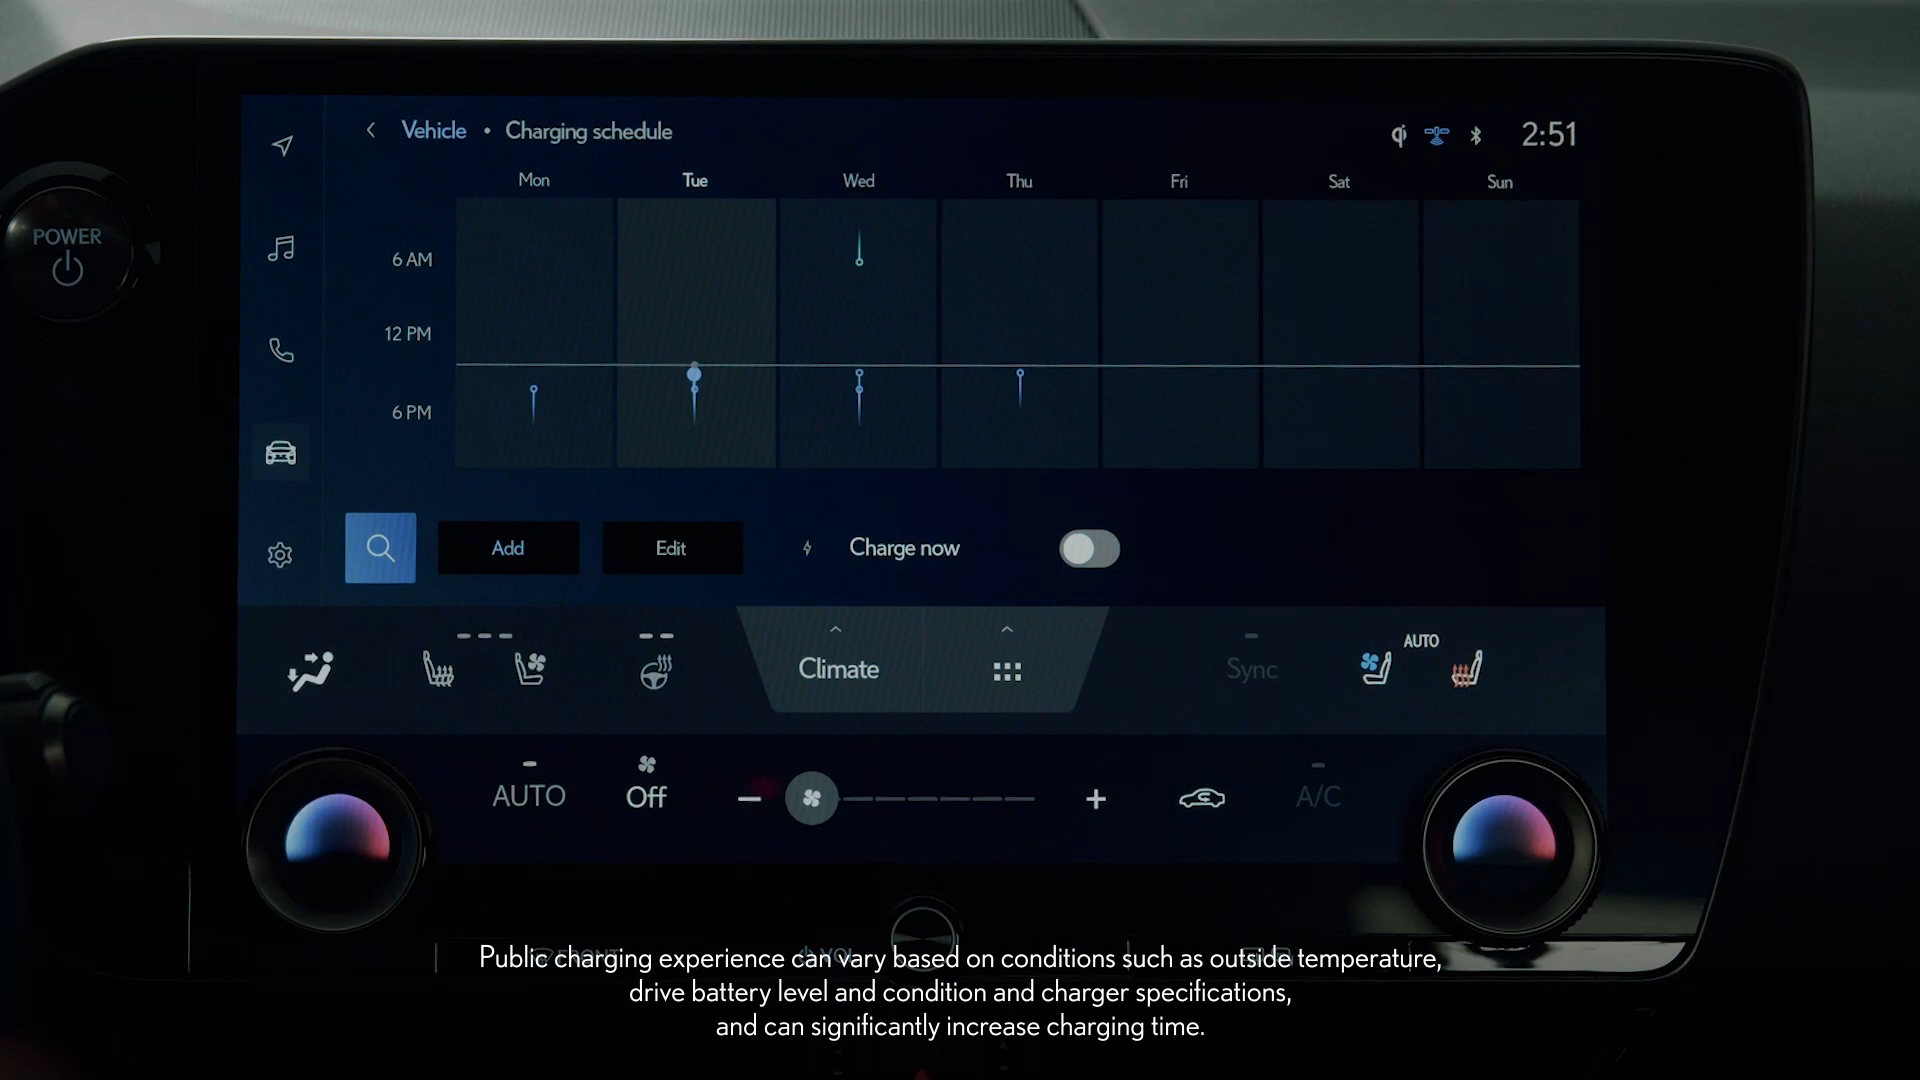 POWER
Vehicle • Charging schedule
2:51
Mon Tue Wed Thu Fri Sat Sun
6 AM
12 PM
6 PM
Add
Edit
Charge now
Climate
Sync
AUTO
AUTO
Off
A/C
FRONT
VOL
Public charging experience can vary based on conditions such as outside temperature,
drive battery level and condition and charger specifications,
and can significantly increase charging time.